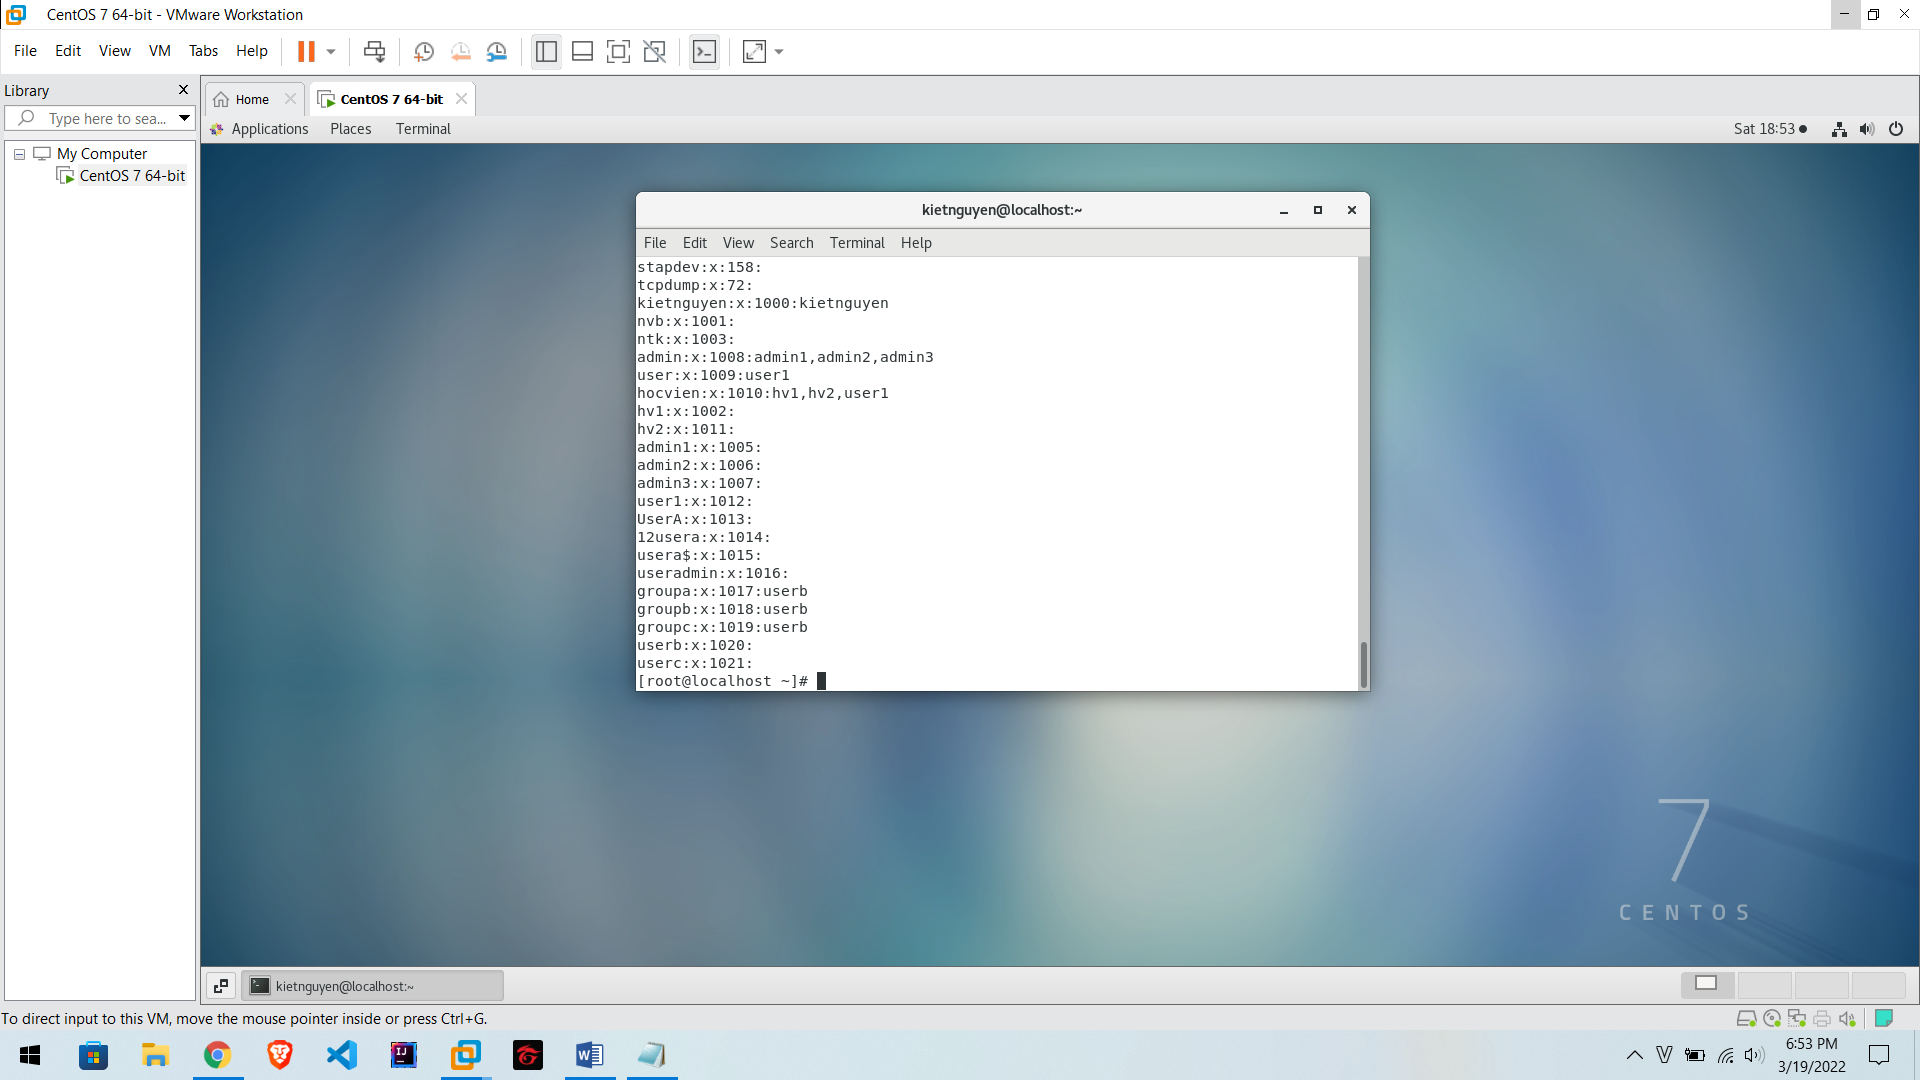 CentOS 7 64-bit - VMware Workstation
File Edit View VM Tabs Help
Library
Type here to sea...
My Computer
CentOS 7 64-bit
Home
CentOS 7 64-bit
Applications Places Terminal
Sat 18:53
kietnguyen@localhost:~
File Edit View Search Terminal Help
stapdev:x:158:
tcpdump:x:72:
kietnguyen:x:1000:kietnguyen
nvb:x:1001:
ntk:x:1003:
admin:x:1008:admin1,admin2,admin3
user:x:1009:user1
hocvien:x:1010:hv1,hv2,user1
hv1:x:1002:
hv2:x:1011:
admin1:x:1005:
admin2:x:1006:
admin3:x:1007:
user1:x:1012:
UserA:x:1013:
12usera:x:1014:
usera$:x:1015:
useradmin:x:1016:
groupa:x:1017:userb
groupb:x:1018:userb
groupc:x:1019:userb
userb:x:1020:
userc:x:1021:
[root@localhost ~]#
7
CENTOS
kietnguyen@localhost:~
To direct input to this VM, move the mouse pointer inside or press Ctrl+G.
6:53 PM
3/19/2022